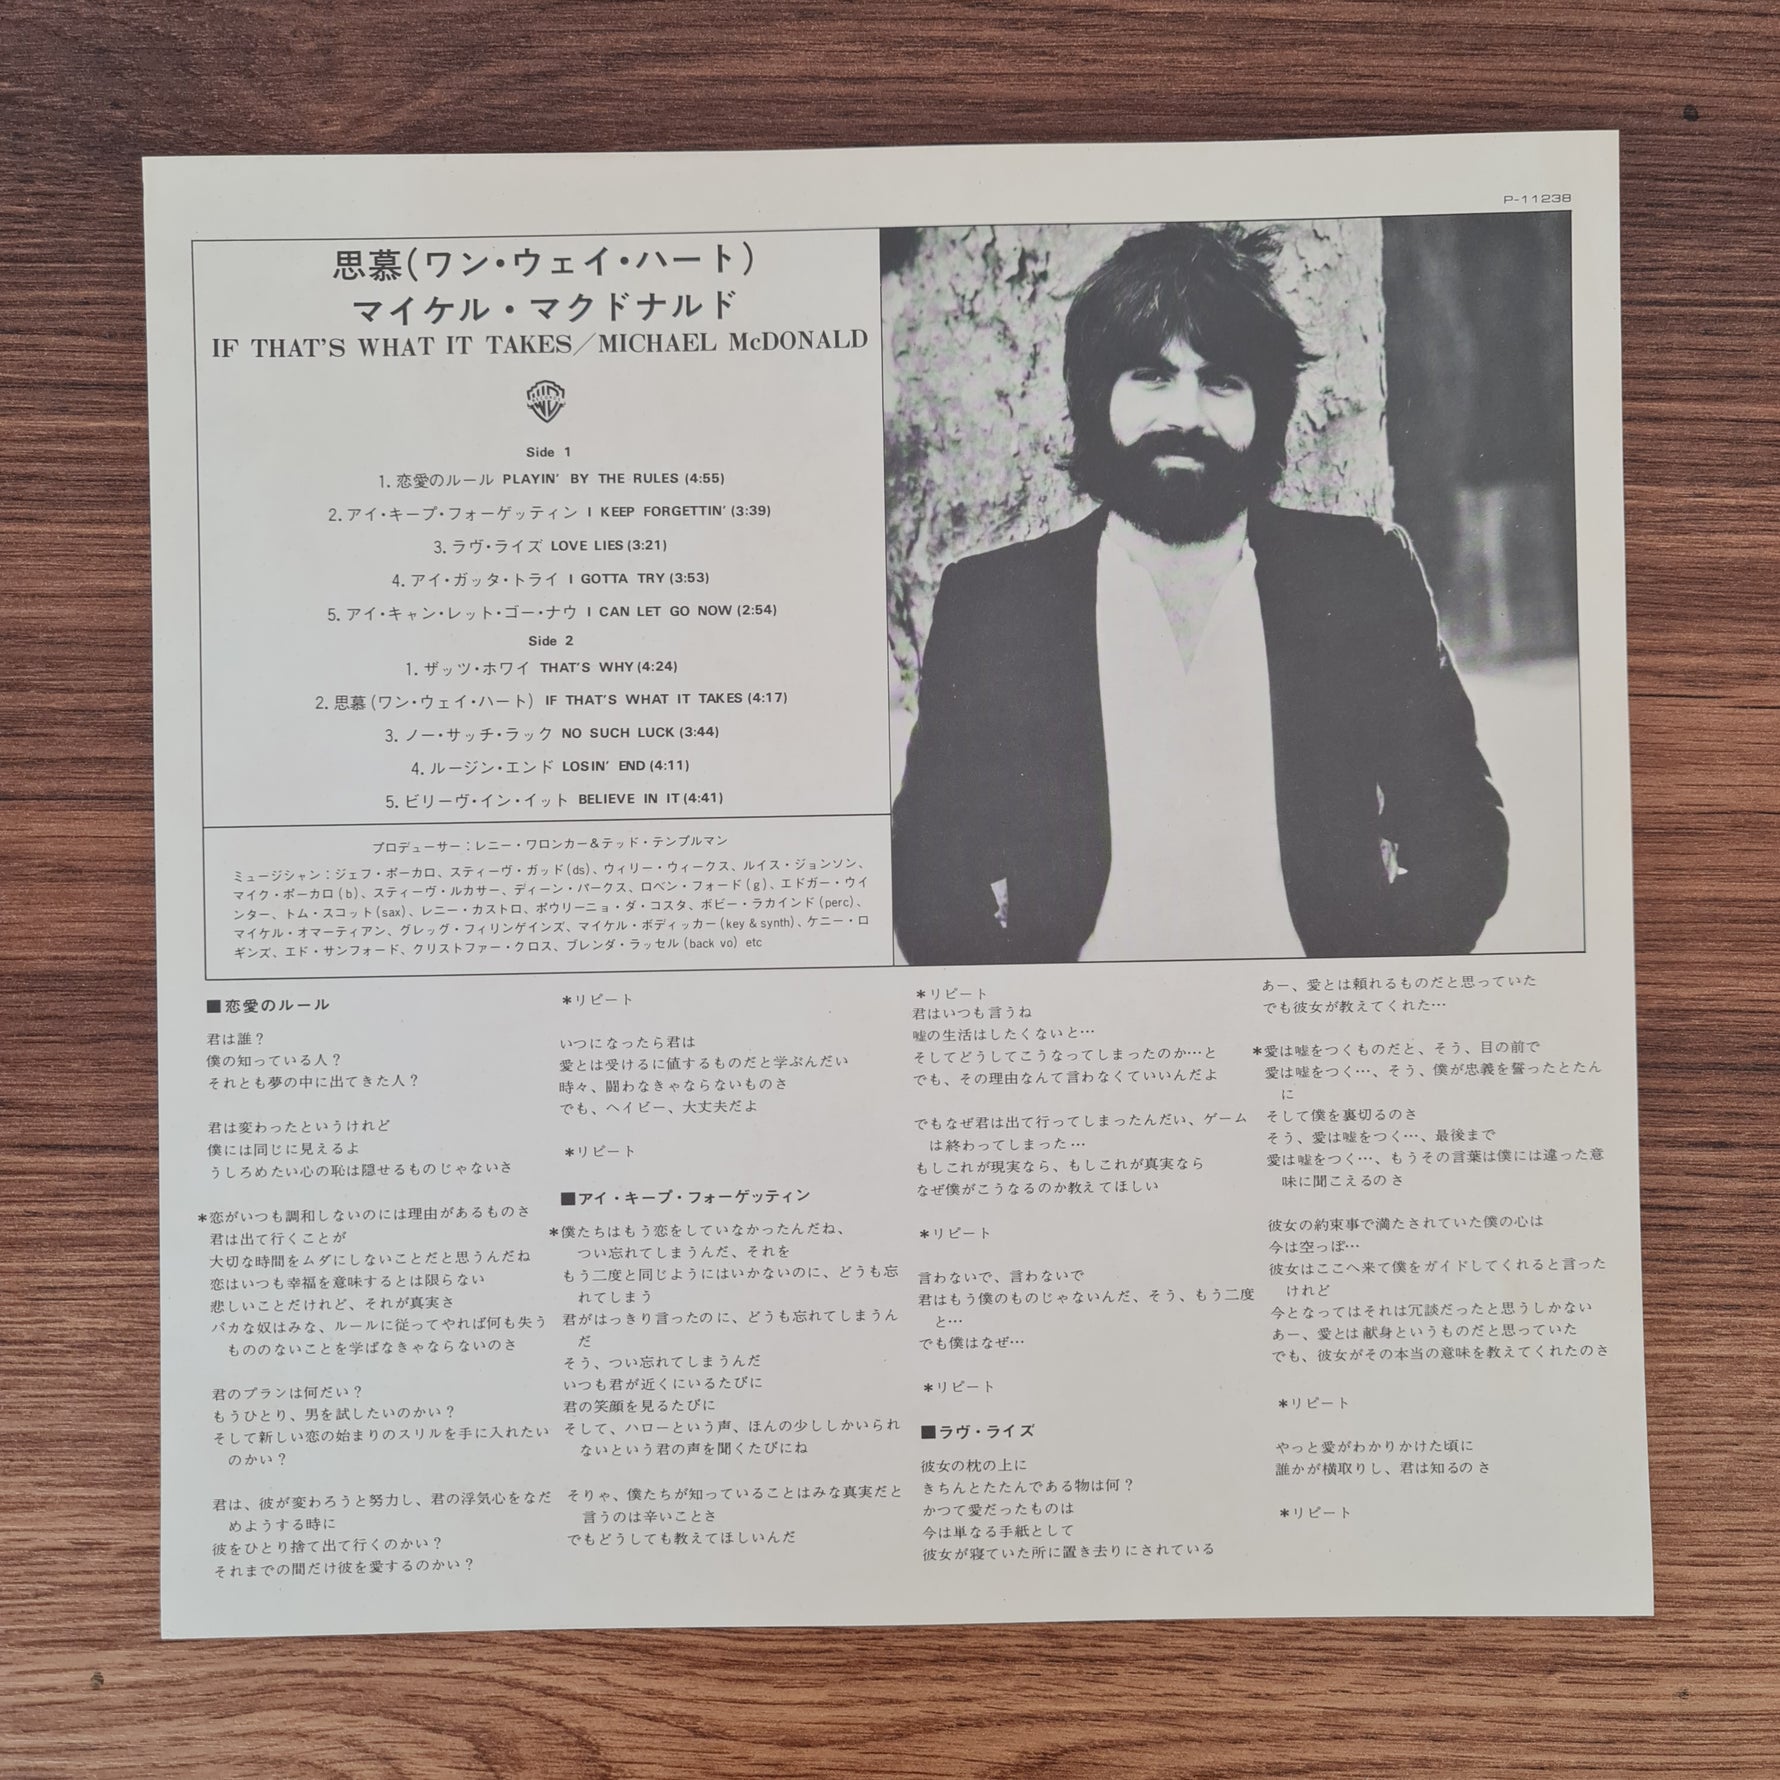 P-11238
思慕(ワン・ウェイ・ハート)
マイケル・マクドナルド
IF THAT'S WHAT IT TAKES／MICHAEL McDONALD
Side 1
1. 恋愛のルール PLAYIN' BY THE RULES (4:55)
2. アイ・キープ・フォーゲッティン I KEEP FORGETTIN' (3:39)
3. ラヴ・ライズ LOVE LIES (3:21)
4. アイ・ガッタ・トライ I GOTTA TRY (3:53)
5. アイ・キャン・レット・ゴー・ナウ I CAN LET GO NOW (2:54)
Side 2
1. ザッツ・ホワイ THAT'S WHY (4:24)
2. 思慕(ワン・ウェイ・ハート) IF THAT'S WHAT IT TAKES (4:17)
3. ノー・サッチ・ラック NO SUCH LUCK (3:44)
4. ルージン・エンド LOSIN' END (4:11)
5. ビリーヴ・イン・イット BELIEVE IN IT (4:41)
プロデューサー：レニー・ワロンカー&テッド・テンプルマン
ミュージシャン：ジェフ・ポーカロ、スティーヴ・ガッド(ds)、ウィリー・ウィークス、ルイス・ジョンソン、
マイク・ポーカロ(b)、スティーヴ・ルカサー、ディーン・パークス、ロベン・フォード(g)、エドガー・ウイ
ンター、トム・スコット(sax)、レニー・カストロ、ポウリーニョ・ダ・コスタ、ボビー・ラカインド(perc)、
マイケル・オマーティアン、グレッグ・フィリンゲインズ、マイケル・ボディッカー(key & synth)、ケニー・ロ
ギンズ、エド・サンフォード、クリストファー・クロス、ブレンダ・ラッセル(back vo) etc
■恋愛のルール
君は誰？
僕の知っている人？
それとも夢の中に出てきた人？
君は変わったというけれど
僕には同じに見えるよ
うしろめたい心の恥は隠せるものじゃないさ
*恋がいつも調和しないのには理由があるものさ
君は出て行くことが
大切な時間をムダにしないことだと思うんだね
恋はいつも幸福を意味するとは限らない
悲しいことだけれど、それが真実さ
バカな奴はみな、ルールに従ってやれば何も失う
もののないことを学ばなきゃならないのさ
君のプランは何だい？
もうひとり、男を試したいのかい？
そして新しい恋の始まりのスリルを手に入れたい
のかい？
君は、彼が変わろうと努力し、君の浮気心をなだ
めようする時に
彼をひとり捨て出て行くのかい？
それまでの間だけ彼を愛するのかい？
*リピート
いつになったら君は
愛とは受けるに値するものだと学ぶんだい
時々、闘わなきゃならないものさ
でも、ヘイビー、大丈夫だよ
*リピート
■アイ・キープ・フォーゲッティン
*僕たちはもう恋をしていなかったんだね、
つい忘れてしまうんだ、それを
もう二度と同じようにはいかないのに、どうも忘
れてしまう
君がはっきり言ったのに、どうも忘れてしまうん
だ
そう、つい忘れてしまうんだ
いつも君が近くにいるたびに
君の笑顔を見るたびに
そして、ハローという声、ほんの少ししかいられ
ないという君の声を聞くたびにね
そりゃ、僕たちが知っていることはみな真実だと
言うのは辛いことさ
でもどうしても教えてほしいんだ
*リピート
君はいつも言うね
嘘の生活はしたくないと…
そしてどうしてこうなってしまったのか…と
でも、その理由なんて言わなくていいんだよ
でもなぜ君は出て行ってしまったんだい、ゲーム
は終わってしまった…
もしこれが現実なら、もしこれが真実なら
なぜ僕がこうなるのか教えてほしい
*リピート
言わないで、言わないで
君はもう僕のものじゃないんだ、そう、もう二度
と…
でも僕はなぜ…
*リピート
■ラヴ・ライズ
彼女の枕の上に
きちんとたたんである物は何？
かつて愛だったものは
今は単なる手紙として
彼女が寝ていた所に置き去りにされている
あー、愛とは頼れるものだと思っていた
でも彼女が教えてくれた…
*愛は嘘をつくものだと、そう、目の前で
愛は嘘をつく…、そう、僕が忠義を誓ったとたん
に
そして僕を裏切るのさ
そう、愛は嘘をつく…、最後まで
愛は嘘をつく…、もうその言葉は僕には違った意
味に聞こえるのさ
彼女の約束事で満たされていた僕の心は
今は空っぽ…
彼女はここへ来て僕をガイドしてくれると言った
けれど
今となってはそれは冗談だったと思うしかない
あー、愛とは献身というものだと思っていた
でも、彼女がその本当の意味を教えてくれたのさ
*リピート
やっと愛がわかりかけた頃に
誰かが横取りし、君は知るのさ
*リピート